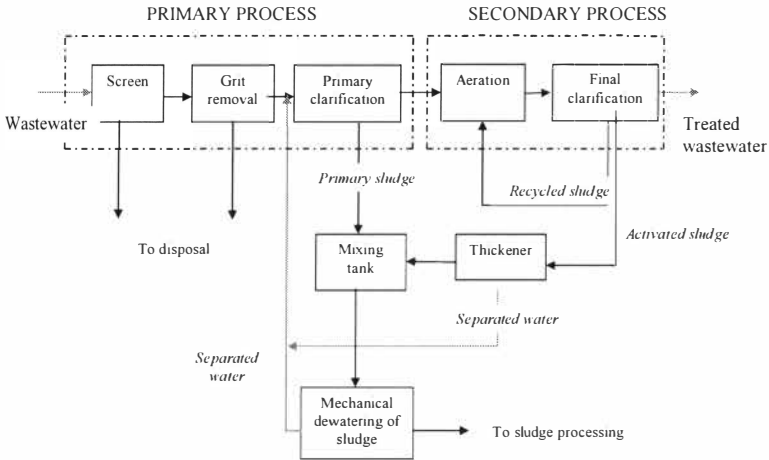 PRIMARY PROCESS
SECONDARY PROCESS
Screen
Grit
removal
Primary
clarification
Aeration
Final
clarification
Wastewater
Treated
wastewater
Primary sludge
Recycled sludge
Activated sludge
To disposal
Mixing
tank
Thickener
Separated water
Separated
water
Mechanical
dewatering of
sludge
To sludge processing